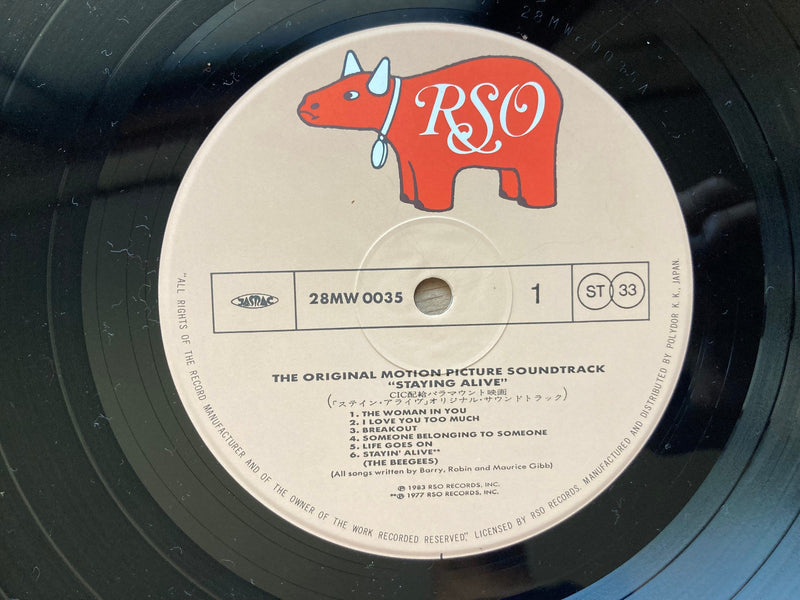 28MW 0035 A
RSO
JASRAC
28MW 0035
1
ST 33
THE ORIGINAL MOTION PICTURE SOUNDTRACK
"STAYING ALIVE"
CIC配給パラマウント映画
(「ステイン・アライヴ」オリジナル・サウンドトラック)
1. THE WOMAN IN YOU
2. I LOVE YOU TOO MUCH
3. BREAKOUT
4. SOMEONE BELONGING TO SOMEONE
5. LIFE GOES ON
6. STAYIN' ALIVE**
(THE BEEGEES)
(All songs written by Barry, Robin and Maurice Gibb)
℗ 1983 RSO RECORDS, INC.
**℗ 1977 RSO RECORDS, INC.
"ALL RIGHTS OF THE RECORD MANUFACTURER AND OF THE OWNER OF THE WORK RECORDED RESERVED." LICENSED BY RSO RECORDS. MANUFACTURED AND DISTRIBUTED BY POLYDOR K. K., JAPAN.